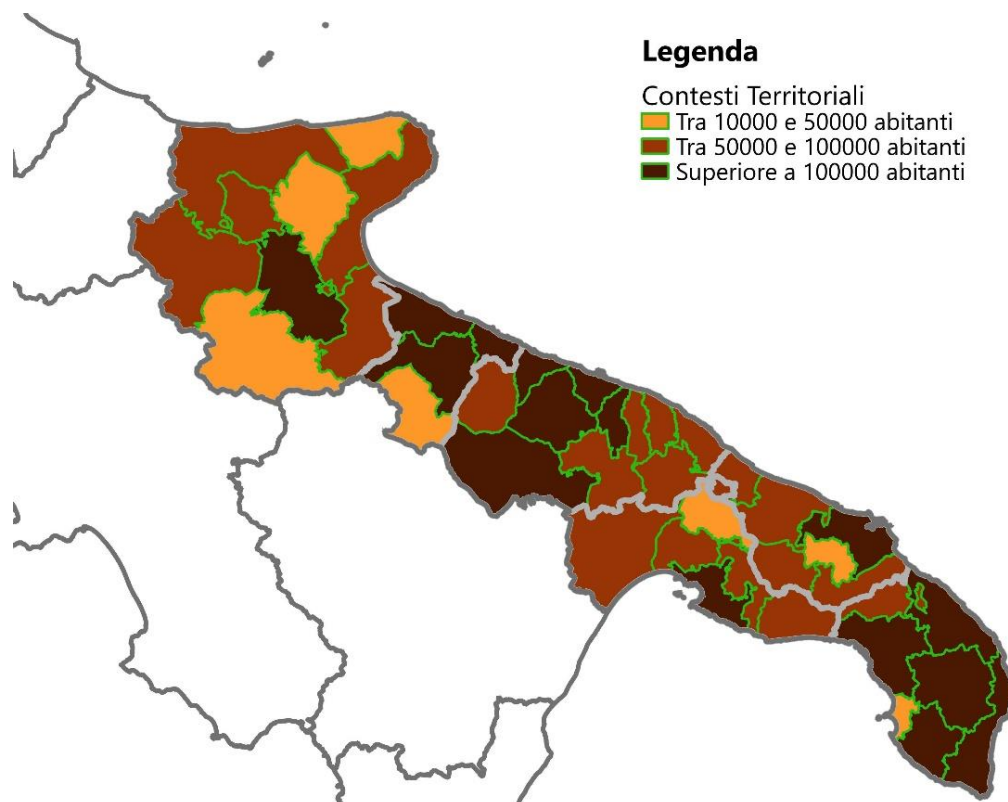 Legenda
Contesti Territoriali
Tra 10000 e 50000 abitanti
Tra 50000 e 100000 abitanti
Superiore a 100000 abitanti